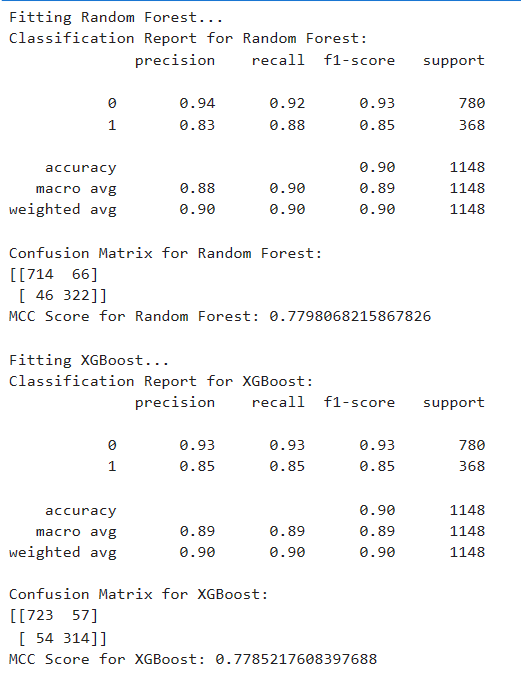 Fitting Random Forest...
Classification Report for Random Forest:
              precision    recall  f1-score   support

           0       0.94      0.92      0.93       780
           1       0.83      0.88      0.85       368

    accuracy                           0.90      1148
   macro avg       0.88      0.90      0.89      1148
weighted avg       0.90      0.90      0.90      1148

Confusion Matrix for Random Forest:
[[714  66]
 [ 46 322]]
MCC Score for Random Forest: 0.7798068215867826

Fitting XGBoost...
Classification Report for XGBoost:
              precision    recall  f1-score   support

           0       0.93      0.93      0.93       780
           1       0.85      0.85      0.85       368

    accuracy                           0.90      1148
   macro avg       0.89      0.89      0.89      1148
weighted avg       0.90      0.90      0.90      1148

Confusion Matrix for XGBoost:
[[723  57]
 [ 54 314]]
MCC Score for XGBoost: 0.7785217608397688